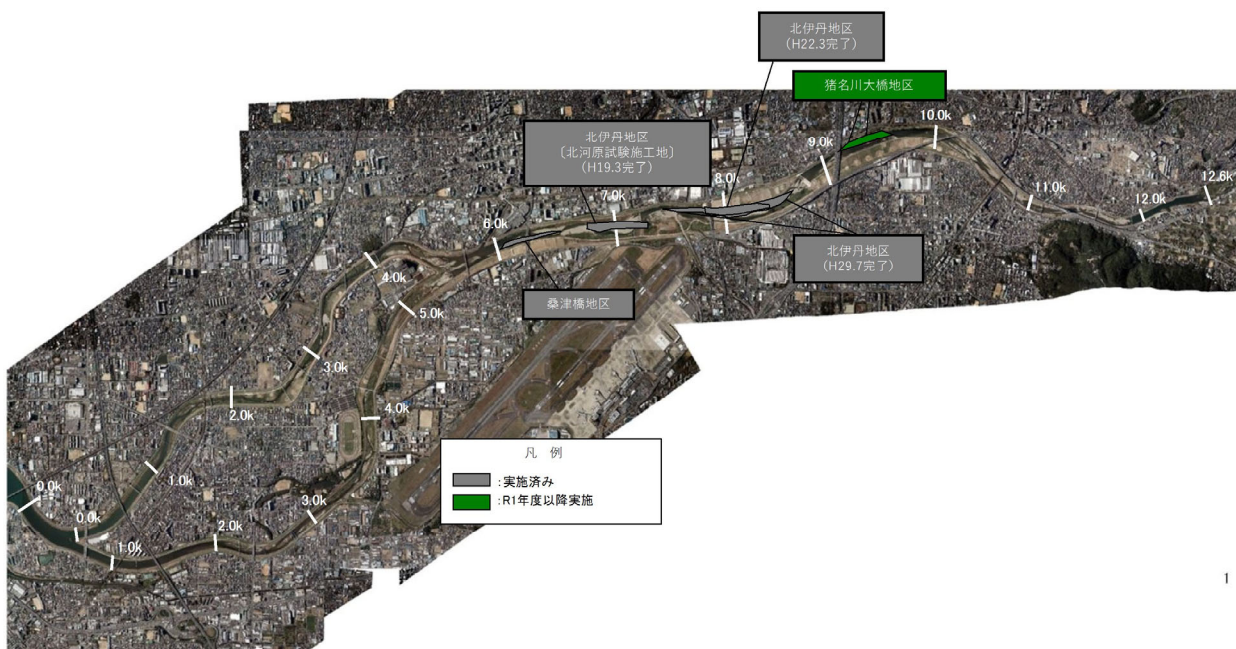 北伊丹地区
(H22.3完了)
猪名川大橋地区
北伊丹地区
〔北河原試験施工地〕
(H19.3完了)
10.0k
9.0k
8.0k
7.0k
6.0k
11.0k
12.0k
12.6k
北伊丹地区
(H29.7完了)
桑津橋地区
4.0k
5.0k
3.0k
2.0k
4.0k
凡 例
:実施済み
:R1年度以降実施
1.0k
0.0k
3.0k
0.0k
2.0k
1.0k
1